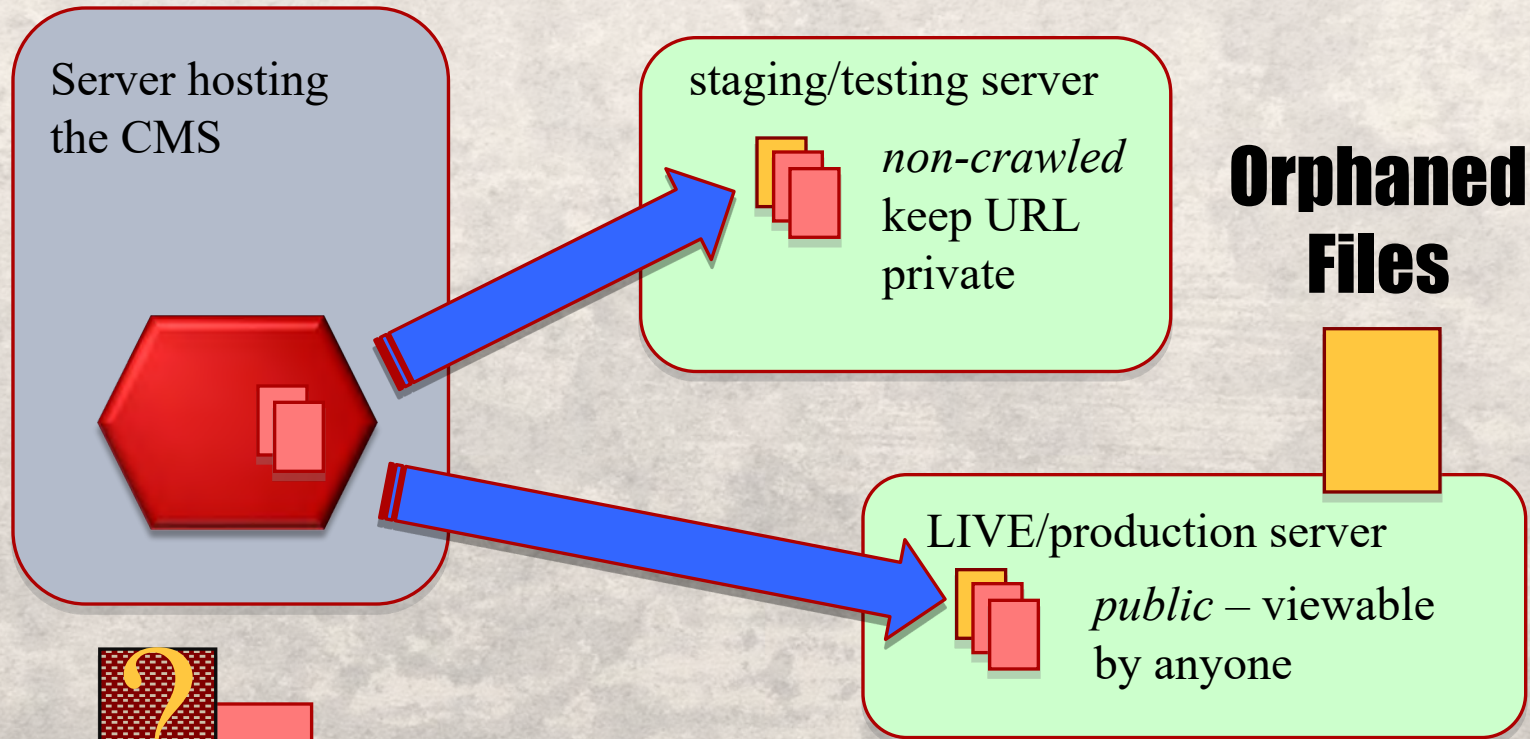 Server hosting
the CMS
staging/testing server
non-crawled
keep URL
private
Orphaned
Files
LIVE/production server
public – viewable
by anyone
?